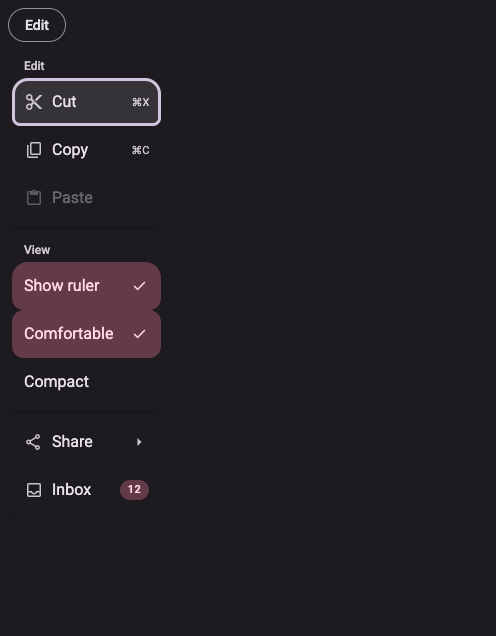 Edit
Edit
Cut ⌘X
Copy ⌘C
Paste
View
Show ruler
Comfortable
Compact
Share
Inbox 12